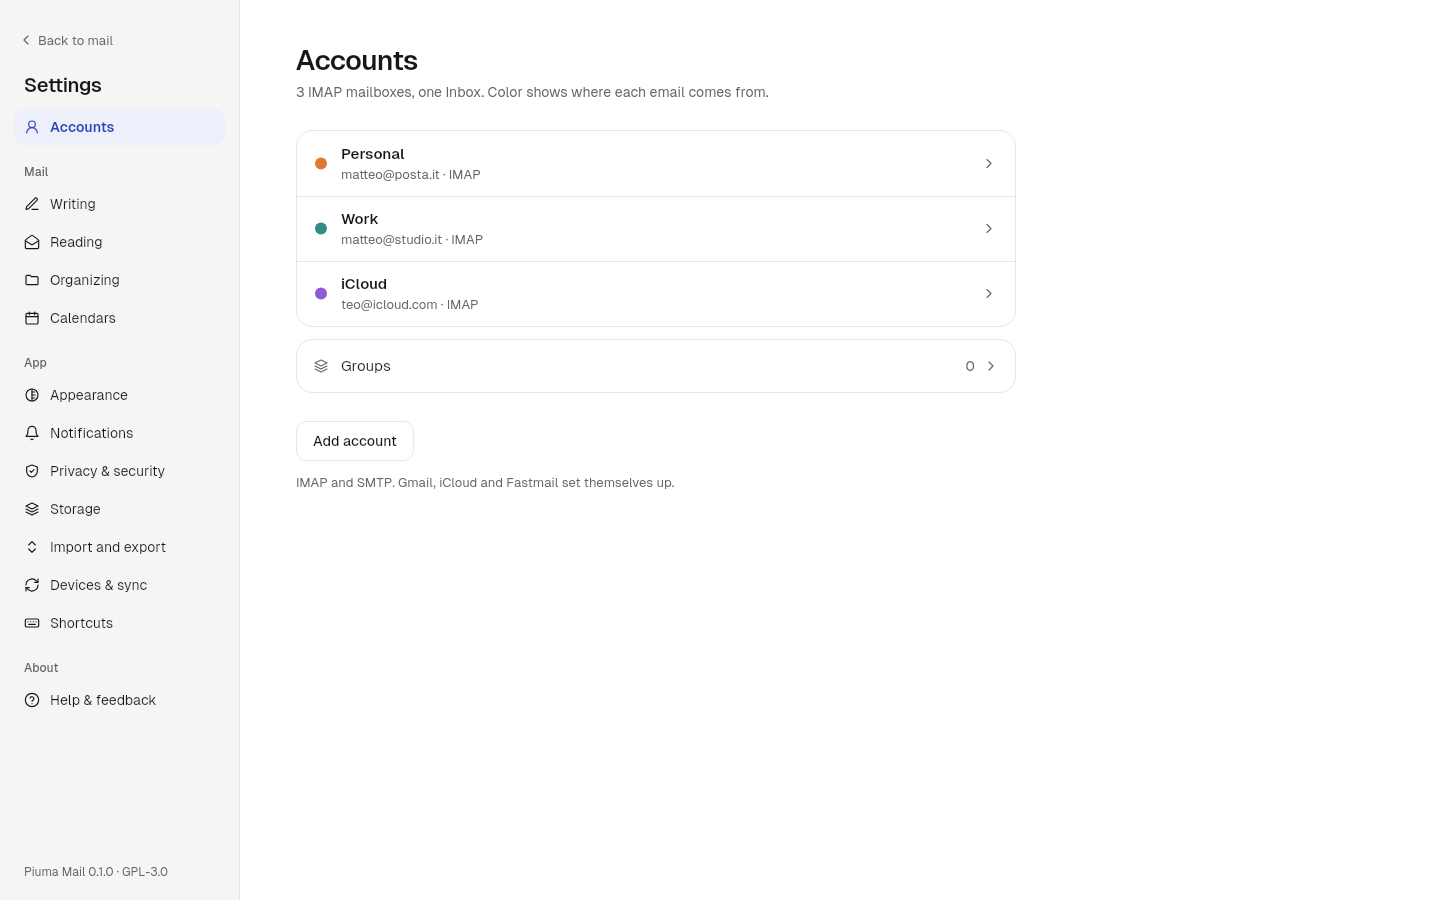 Back to mail
Settings
Accounts
Mail
Writing
Reading
Organizing
Calendars
App
Appearance
Notifications
Privacy & security
Storage
Import and export
Devices & sync
Shortcuts
About
Help & feedback
Piuma Mail 0.1.0 · GPL-3.0
Accounts
3 IMAP mailboxes, one Inbox. Color shows where each email comes from.
Personal
matteo@posta.it · IMAP
Work
matteo@studio.it · IMAP
iCloud
teo@icloud.com · IMAP
Groups 0
Add account
IMAP and SMTP. Gmail, iCloud and Fastmail set themselves up.